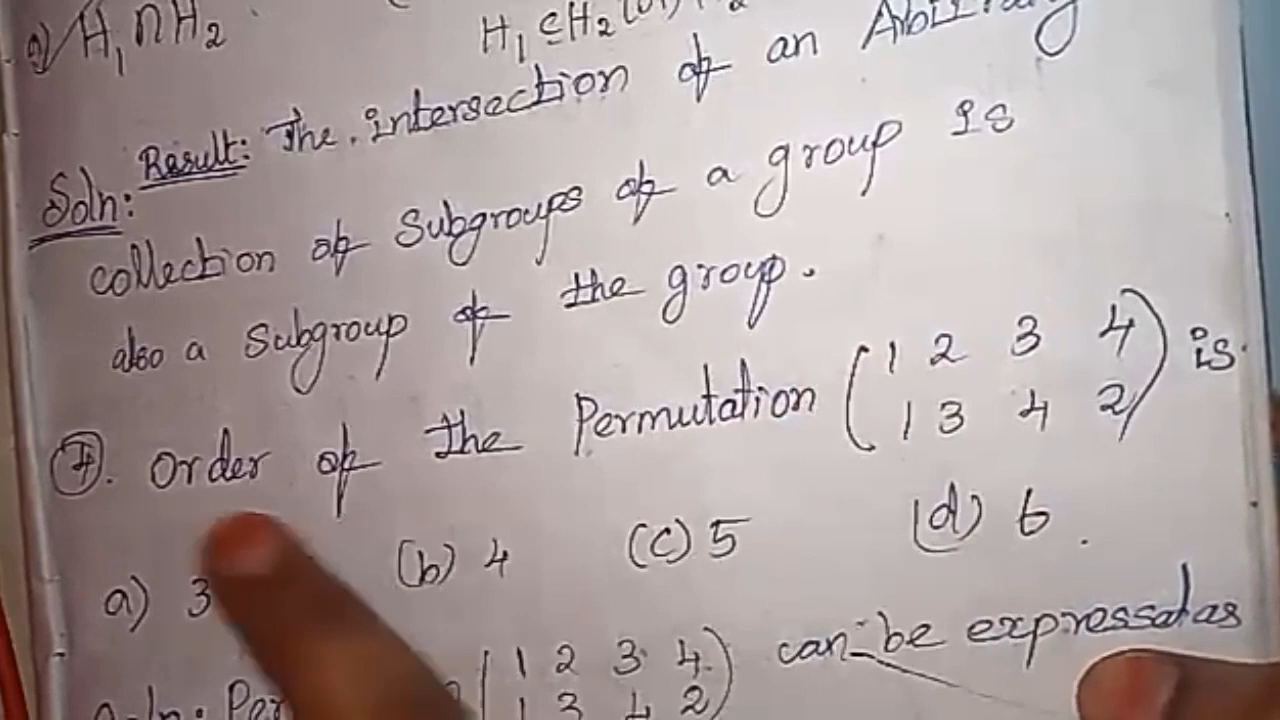 a) H₁∩H₂
H₁⊆H₂
Soln: Result: The intersection of an
collection of subgroups of a group is
also a subgroup of the group.
7. Order of the Permutation (1 2 3 4
1 3 4 2) is
a) 3 (b) 4 (c) 5 (d) 6.
(1 2 3 4
1 3 4 2) can be expressed as